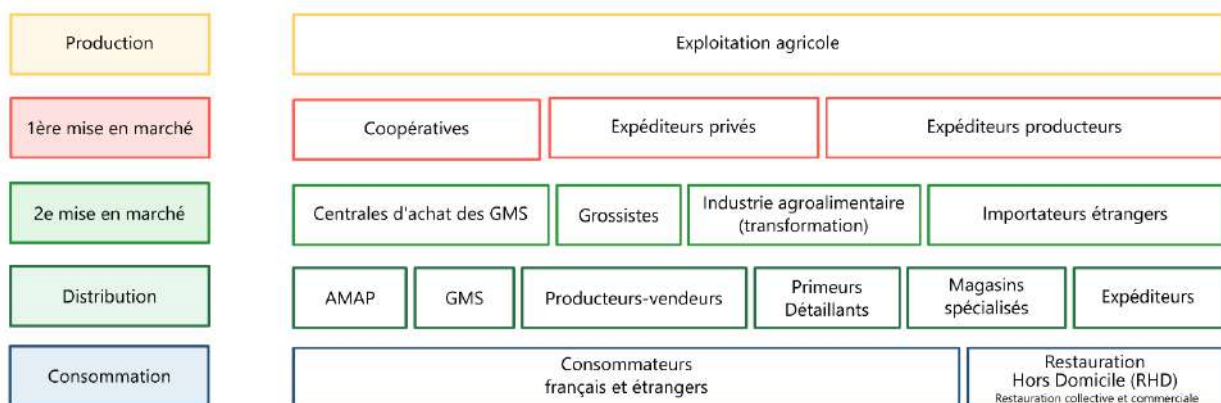 Production
Exploitation agricole
1ère mise en marché
Coopératives
Expéditeurs privés
Expéditeurs producteurs
2e mise en marché
Centrales d'achat des GMS
Grossistes
Industrie agroalimentaire
(transformation)
Importateurs étrangers
Distribution
AMAP
GMS
Producteurs-vendeurs
Primeurs
Détaillants
Magasins
spécialisés
Expéditeurs
Consommation
Consommateurs
français et étrangers
Restauration
Hors Domicile (RHD)
Restauration collective et commerciale